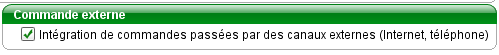 Commande externe
Intégration de commandes passées par des canaux externes (Internet, téléphone)